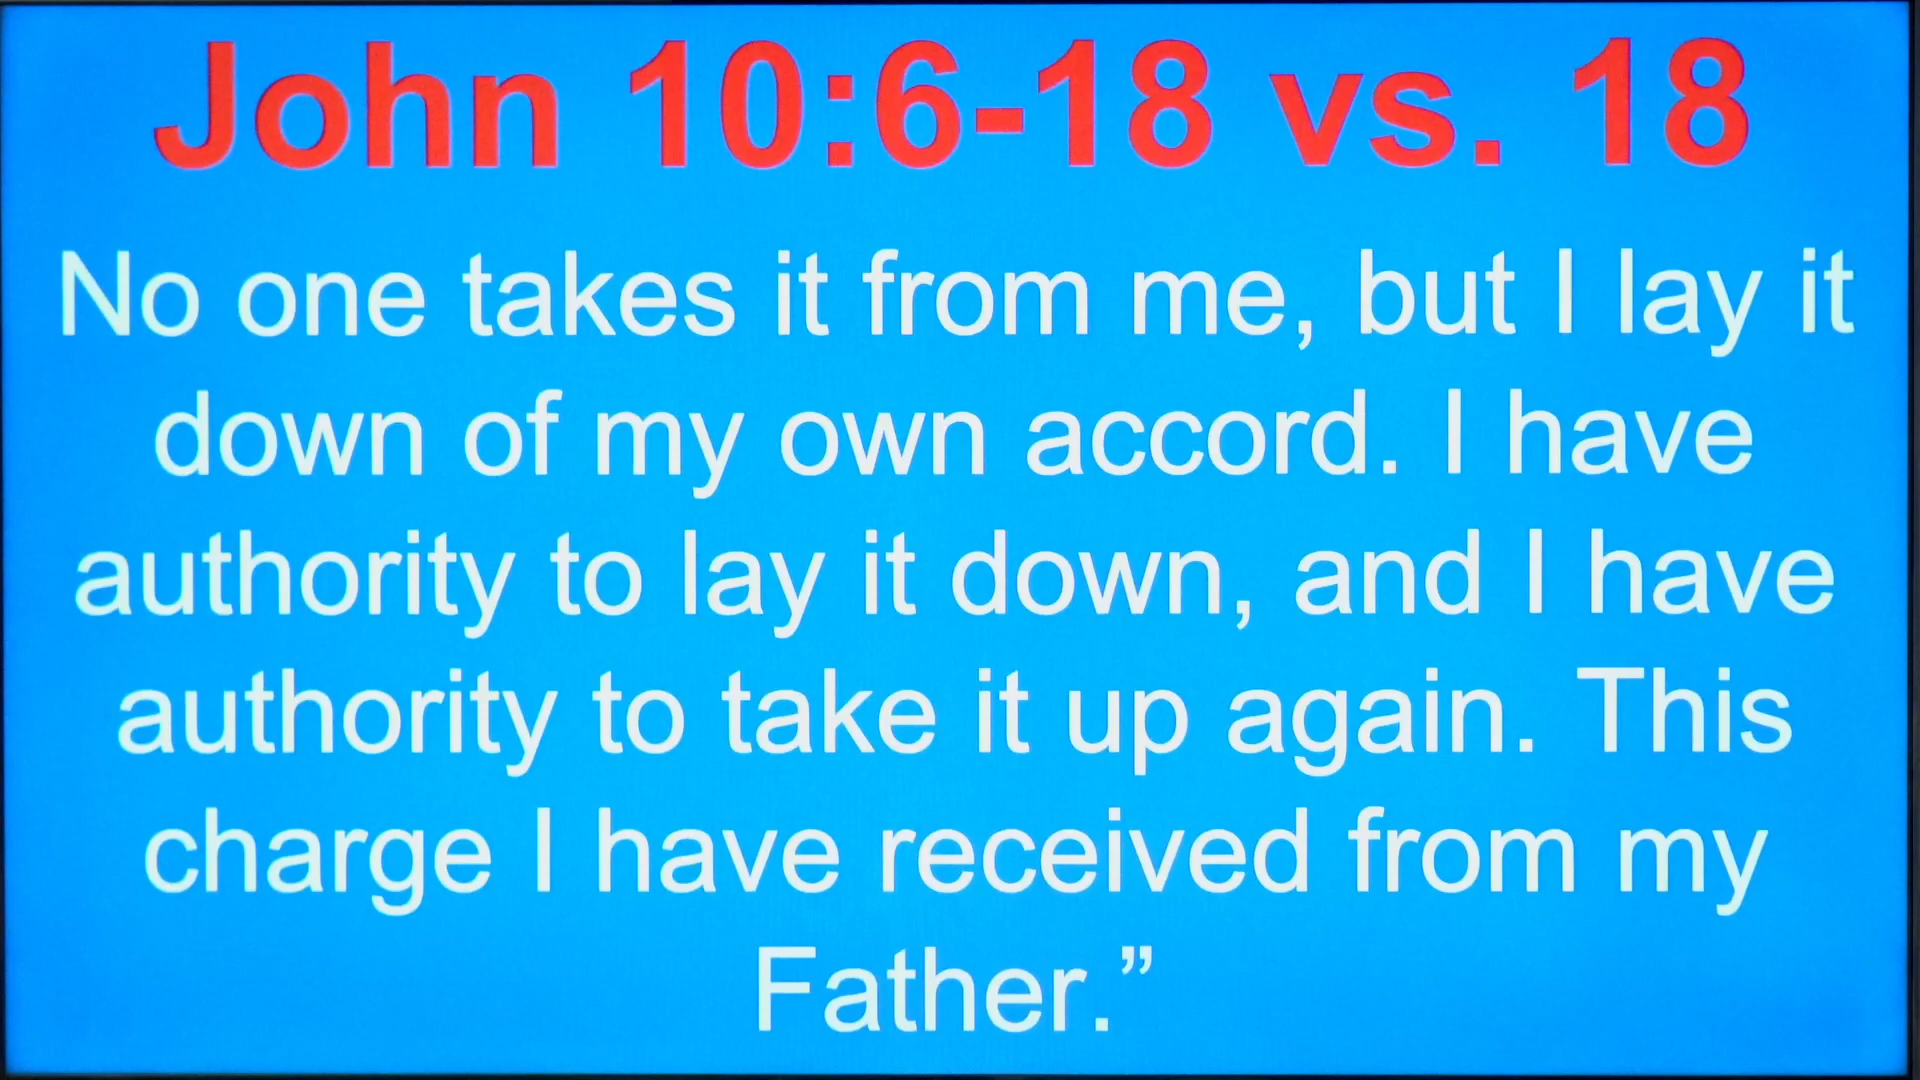 John 10:6-18 vs. 18
No one takes it from me, but I lay it
down of my own accord. I have
authority to lay it down, and I have
authority to take it up again. This
charge I have received from my
Father.”